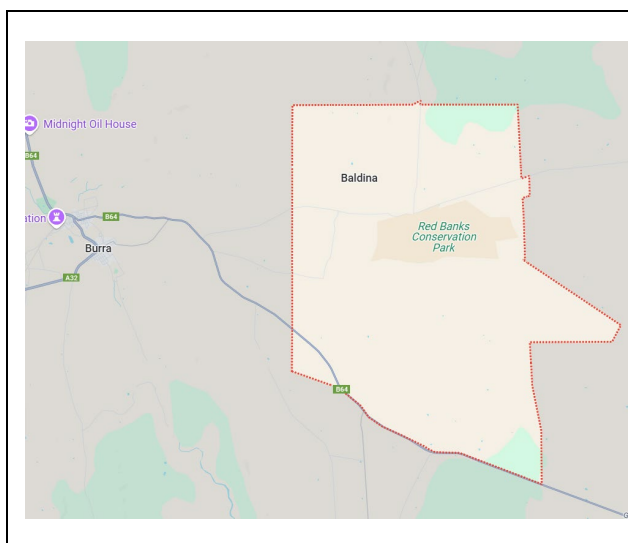 Midnight Oil House
B64
ation
B64
Burra
A32
Baldina
Red Banks
Conservation
Park
B64
G